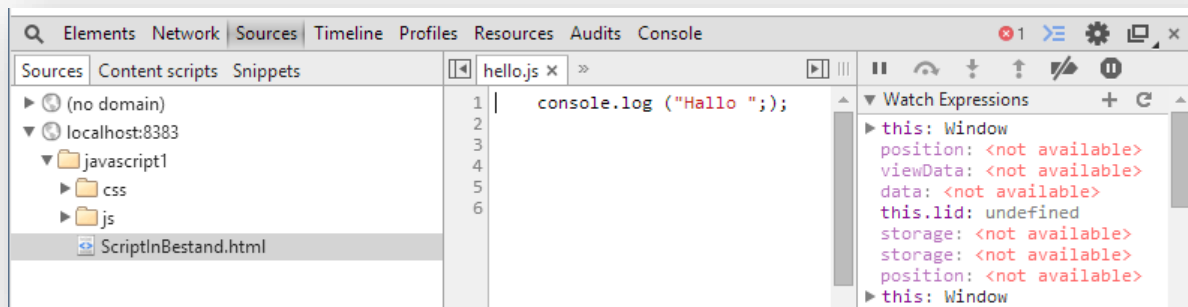 Elements Network Sources Timeline Profiles Resources Audits Console 1
Sources Content scripts Snippets
hello.js × »
(no domain)
localhost:8383
javascript1
css
js
ScriptInBestand.html
1 console.log ("Hallo ";);
2
3
4
5
6
Watch Expressions + C
this: Window
position: <not available>
viewData: <not available>
data: <not available>
this.lid: undefined
storage: <not available>
storage: <not available>
position: <not available>
this: Window